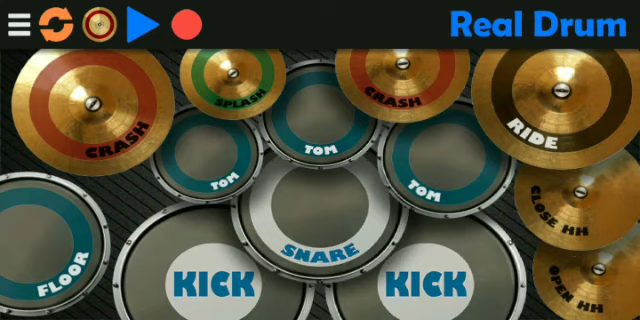 Real Drum
CRASH
SPLASH
CRASH
RIDE
TOM
TOM
TOM
CLOSE HH
SNARE
FLOOR
KICK
KICK
OPEN HH